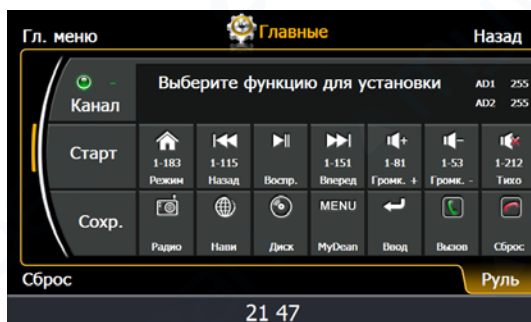 Гл. меню Главные Назад
Канал - Выберите функцию для установки AD1 255
AD2 255
Старт 1-183 1-115 1-151 1-81 1-53 1-212
Режим Назад Воспр. Вперед Громк. + Громк. - Тихо
Сохр. MENU
Радио Нави Диск MyDean Ввод Вызов Сброс
Сброс Руль
21 47